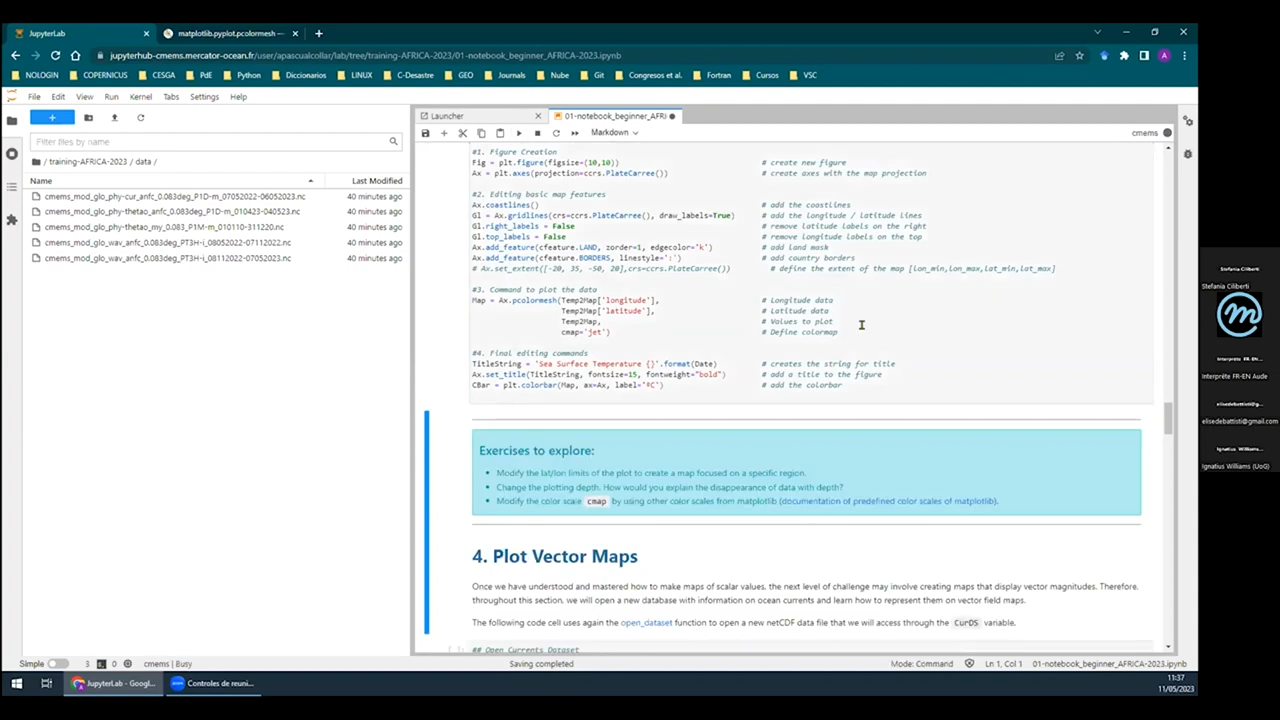 JupyterLab
matplotlib.pyplot.pcolormesh —
jupyterhub-cmems.mercator-ocean.fr/user/apascualcollar/lab/tree/training-AFRICA-2023/01-notebook_beginner_AFRICA-2023.ipynb
A
NOLOGIN COPERNICUS CESGA PdE Python Diccionarios LINUX C-Desastre GEO Journals Nube Git Congresos et al. Fortran Cursos VSC
File Edit View Run Kernel Tabs Settings Help
Launcher
01-notebook_beginner_AFRI
Filter files by name
Markdown
cmems
/ training-AFRICA-2023 / data /
Name Last Modified
cmems_mod_glo_phy-cur_anfc_0.083deg_P1D-m_07052022-06052023.nc 40 minutes ago
cmems_mod_glo_phy-thetao_anfc_0.083deg_P1D-m_010423-040523.nc 40 minutes ago
cmems_mod_glo_phy-thetao_my_0.083_P1M-m_010110-311220.nc 40 minutes ago
cmems_mod_glo_wav_anfc_0.083deg_PT3H-i_08052022-07112022.nc 40 minutes ago
cmems_mod_glo_wav_anfc_0.083deg_PT3H-i_08112022-07052023.nc 40 minutes ago
#1. Figure Creation
Fig = plt.figure(figsize=(10,10)) # create new figure
Ax = plt.axes(projection=ccrs.PlateCarree()) # create axes with the map projection
#2. Editing basic map features
Ax.coastlines() # add the coastlines
Gl = Ax.gridlines(crs=ccrs.PlateCarree(), draw_labels=True) # add the longitude / latitude lines
Gl.right_labels = False # remove latitude labels on the right
Gl.top_labels = False # remove longitude labels on the top
Ax.add_feature(cfeature.LAND, zorder=1, edgecolor='k') # add land mask
Ax.add_feature(cfeature.BORDERS, linestyle=':') # add country borders
# Ax.set_extent([-20, 35, -50, 20],crs=ccrs.PlateCarree()) # define the extent of the map [lon_min,lon_max,lat_min,lat_max]
#3. Command to plot the data
Map = Ax.pcolormesh(Temp2Map['longitude'], # Longitude data
Temp2Map['latitude'], # Latitude data
Temp2Map, # Values to plot
cmap='jet') # Define colormap
#4. Final editing commands
TitleString = 'Sea Surface Temperature {}'.format(Date) # creates the string for title
Ax.set_title(TitleString, fontsize=15, fontweight="bold") # add a title to the figure
CBar = plt.colorbar(Map, ax=Ax, label='ºC') # add the colorbar
Exercises to explore:
Modify the lat/lon limits of the plot to create a map focused on a specific region.
Change the plotting depth. How would you explain the disappearance of data with depth?
Modify the color scale cmap by using other color scales from matplotlib (documentation of predefined color scales of matplotlib).
4. Plot Vector Maps
Once we have understood and mastered how to make maps of scalar values, the next level of challenge may involve creating maps that display vector magnitudes. Therefore,
throughout this section, we will open a new database with information on ocean currents and learn how to represent them on vector field maps.
The following code cell uses again the open_dataset function to open a new netCDF data file that we will access through the CurDS variable.
[ ]: ## Open Currents Dataset
Simple 3 0 cmems | Busy Saving completed Mode: Command Ln 1, Col 1 01-notebook_beginner_AFRICA-2023.ipynb
JupyterLab - Googl...
Controles de reuni...
11:37
11/05/2023
Stefania Ciliberti
Stefania Ciliberti
Interprète FR-EN...
Interprète FR-EN Aude
elisedebattisti@g...
elisedebattisti@gmail.com
Ignatius Williams...
Ignatius Williams (UoG)